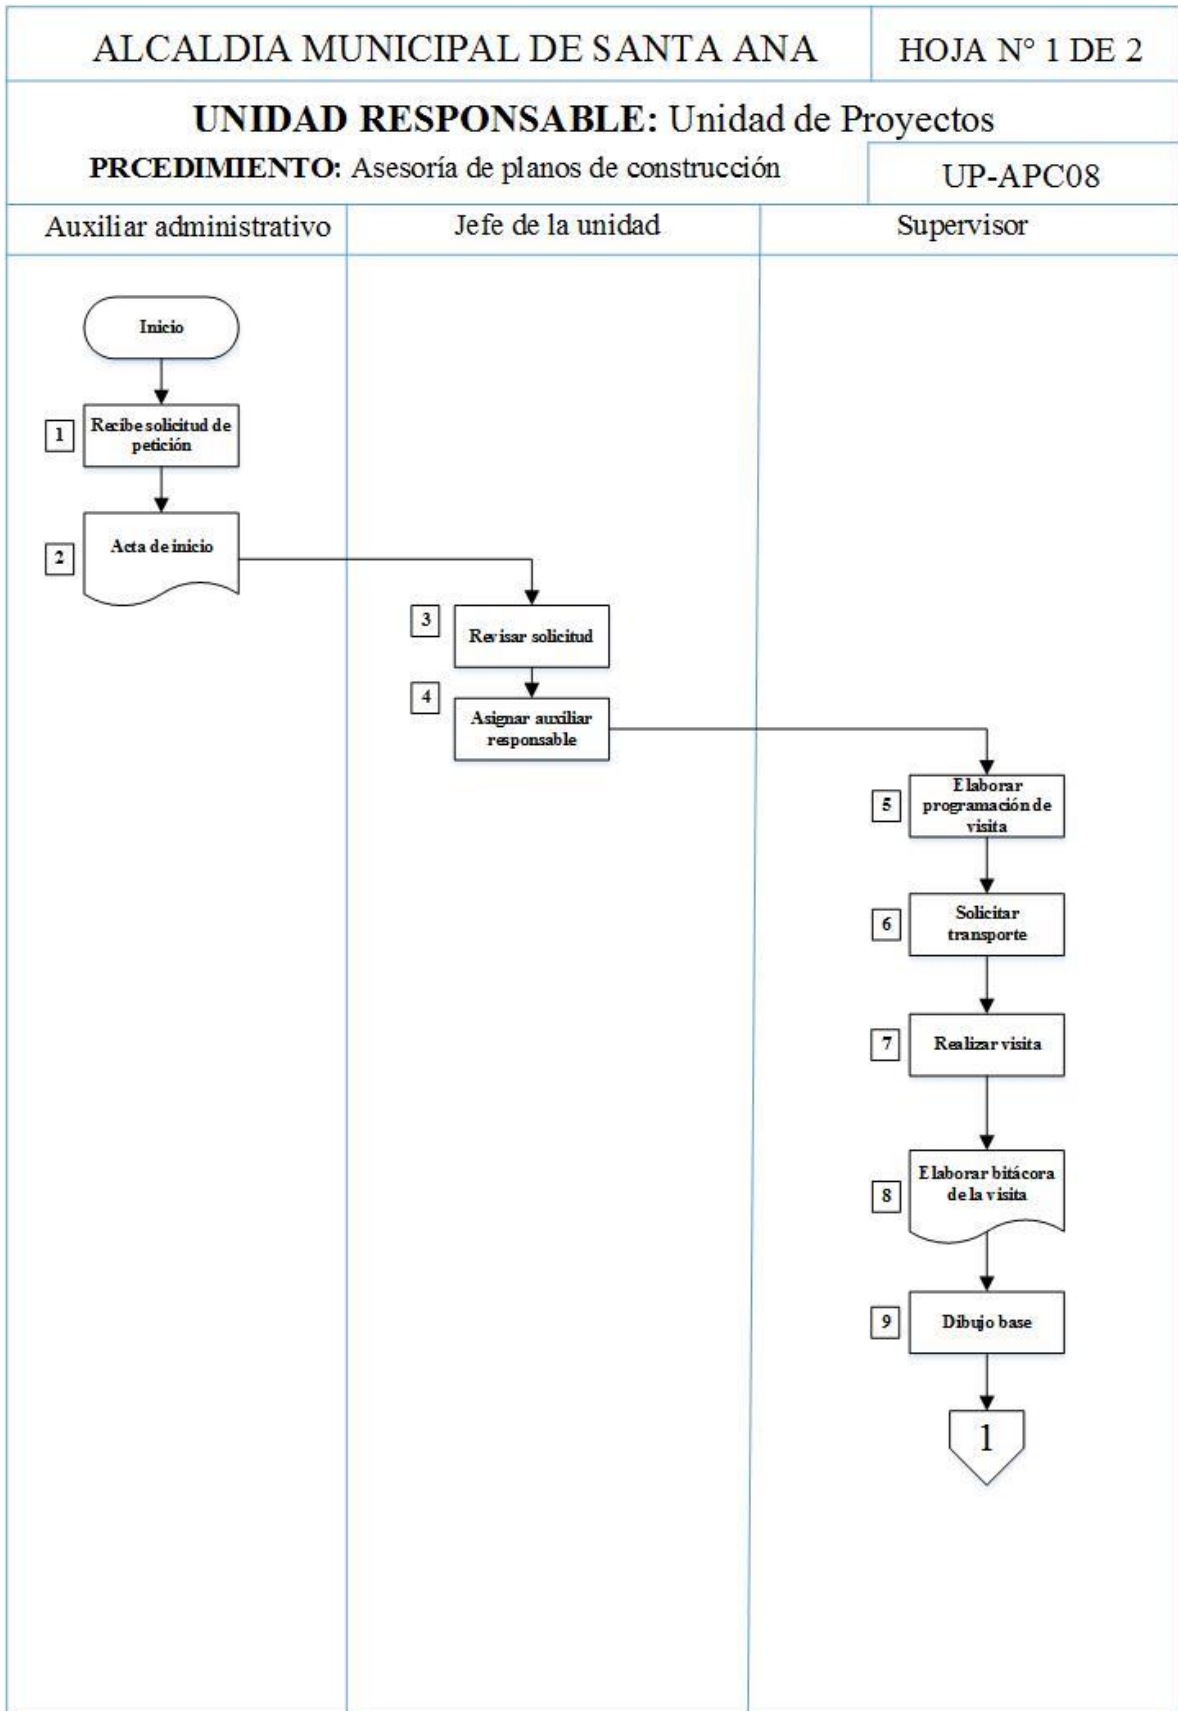 ALCALDIA MUNICIPAL DE SANTA ANA
HOJA N° 1 DE 2
UNIDAD RESPONSABLE: Unidad de Proyectos
PRCEDIMIENTO: Asesoría de planos de construcción
UP-APC08
Auxiliar administrativo
Jefe de la unidad
Supervisor
Inicio
1
Recibe solicitud de
petición
2
Acta de inicio
3
Revisar solicitud
4
Asignar auxiliar
responsable
5
Elaborar
programación de
visita
6
Solicitar
transporte
7
Realizar visita
8
Elaborar bitácora
de la visita
9
Dibujo base
1